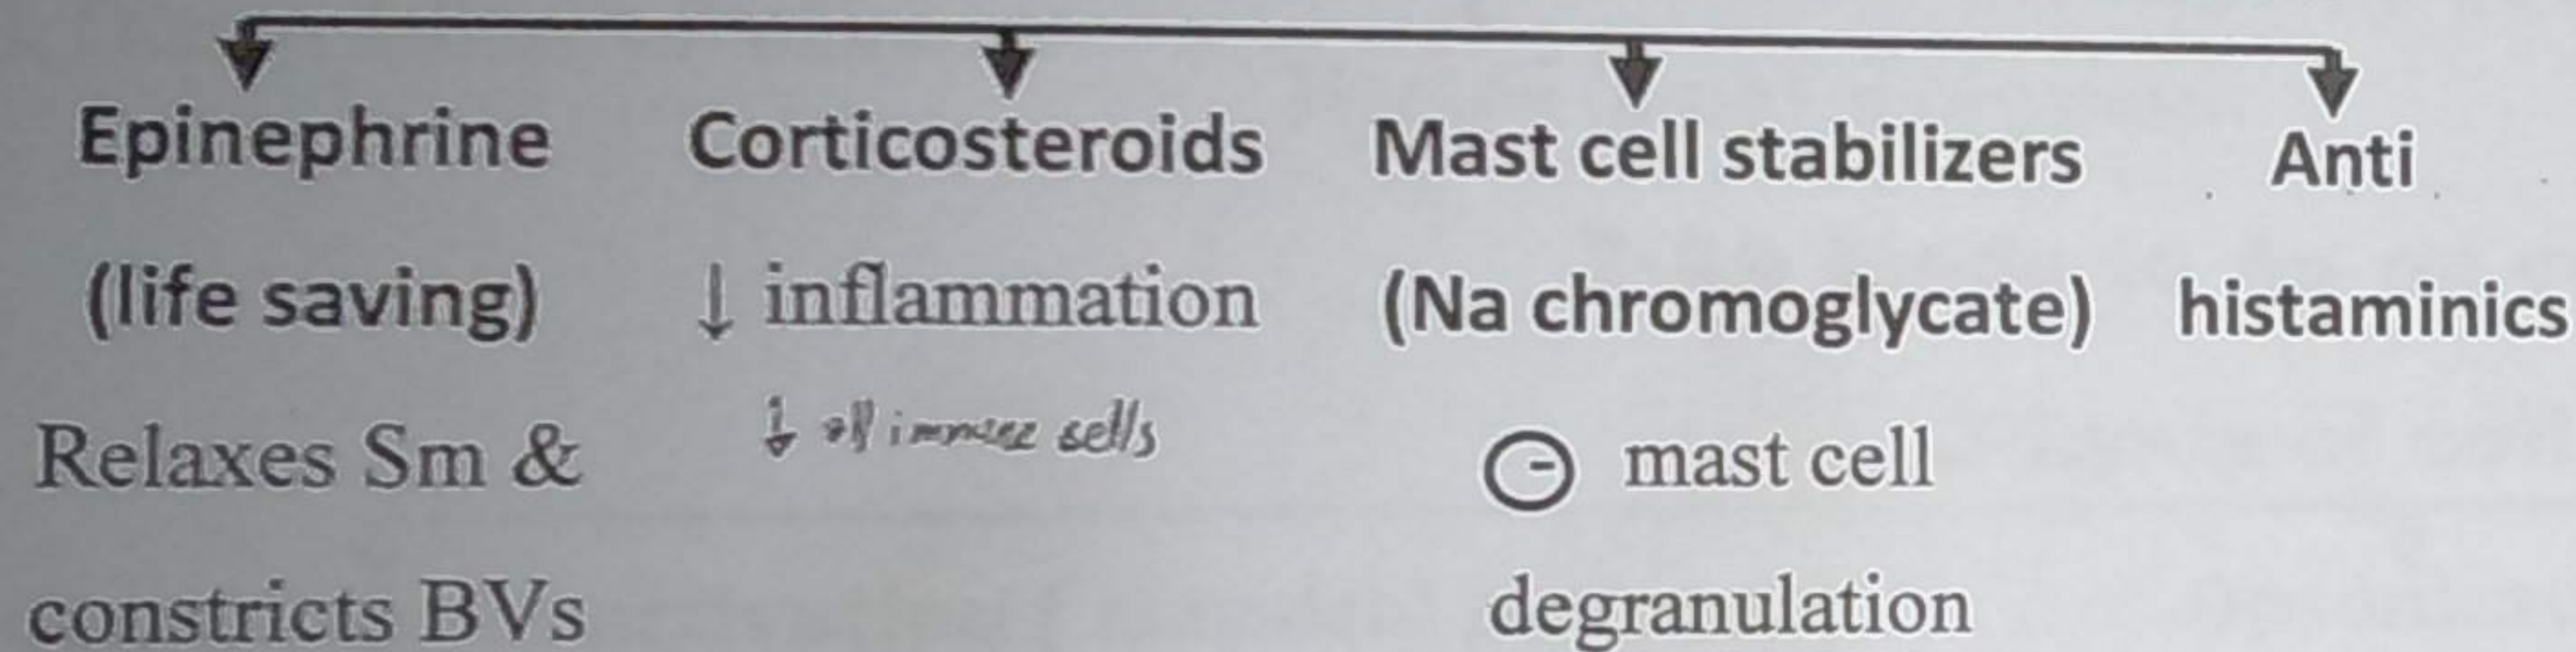 Epinephrine
(life saving)
Relaxes Sm &
constricts BVs
Corticosteroids
↓ inflammation
↓ all immune cells
Mast cell stabilizers
(Na chromoglycate)
⊖ mast cell
degranulation
Anti
histaminics